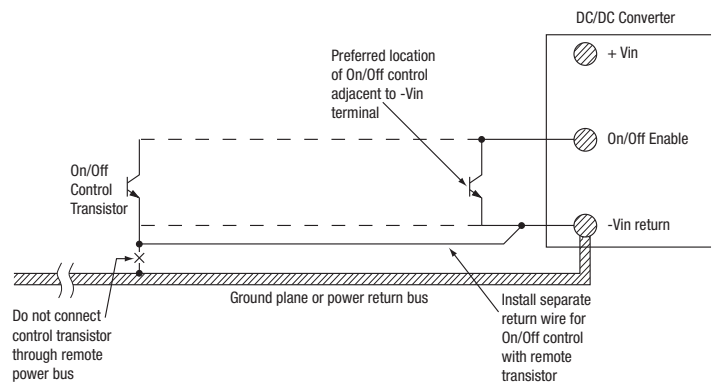 DC/DC Converter
+ Vin
Preferred location
of On/Off control
adjacent to -Vin
terminal
On/Off Enable
On/Off
Control
Transistor
-Vin return
Ground plane or power return bus
Do not connect
control transistor
through remote
power bus
Install separate
return wire for
On/Off control
with remote
transistor